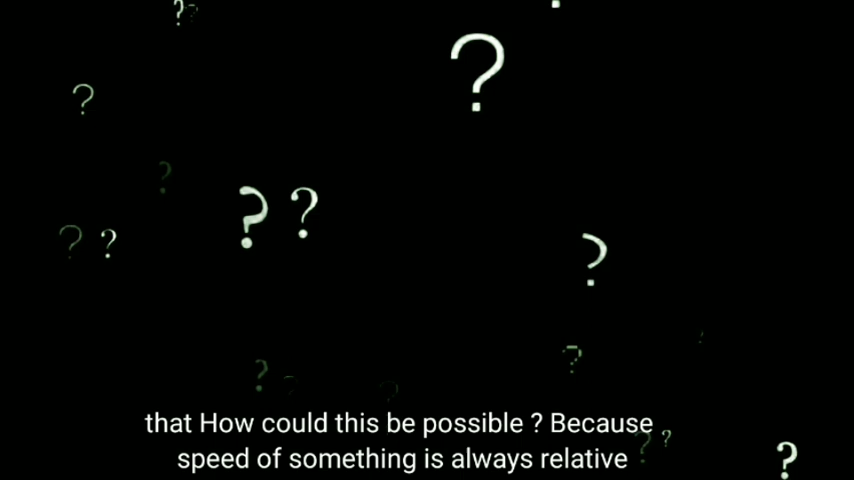 that How could this be possible ? Because
speed of something is always relative